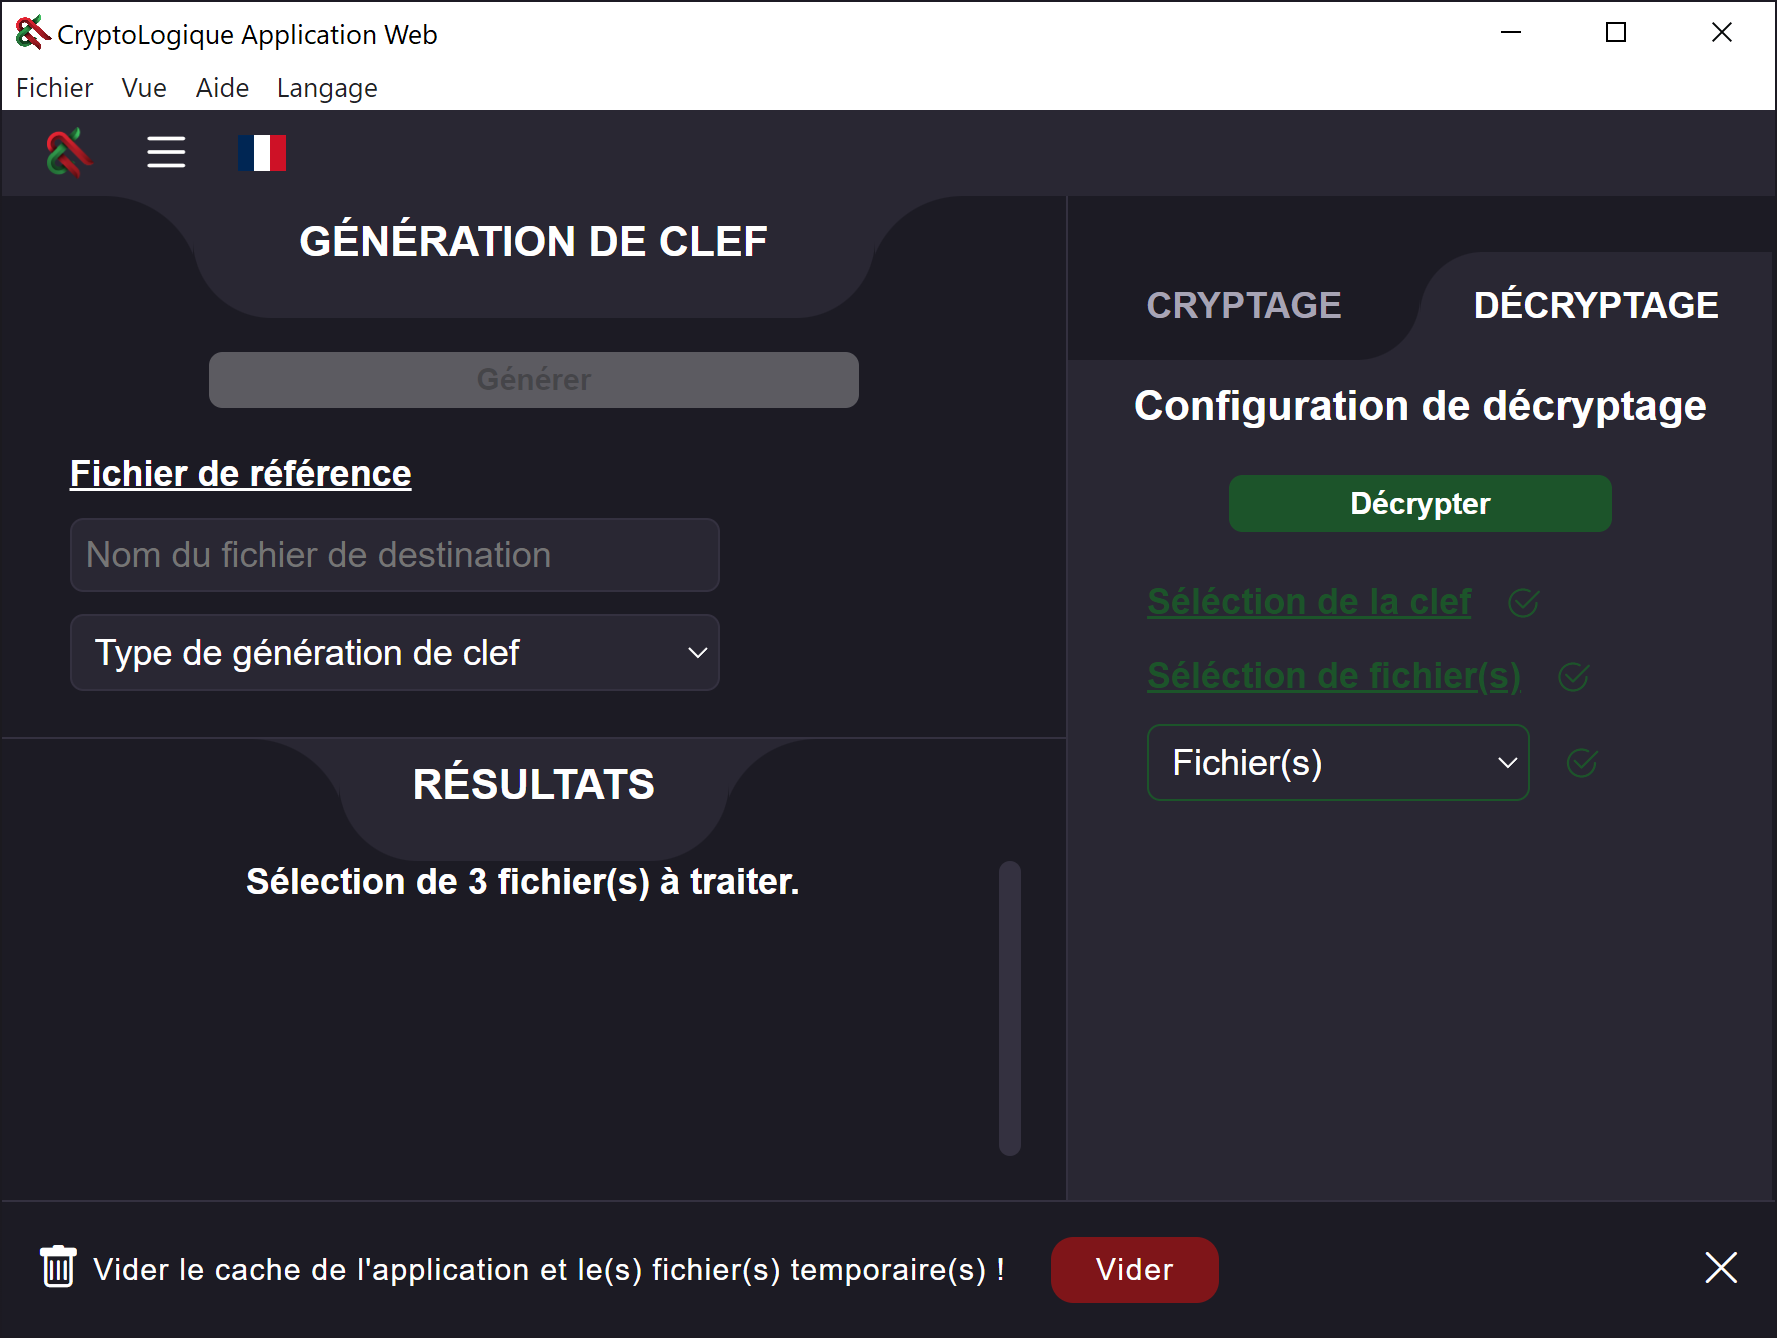 CryptoLogique Application Web
Fichier Vue Aide Langage
GÉNÉRATION DE CLEF
Générer
Fichier de référence
Nom du fichier de destination
Type de génération de clef
RÉSULTATS
Sélection de 3 fichier(s) à traiter.
CRYPTAGE DÉCRYPTAGE
Configuration de décryptage
Décrypter
Séléction de la clef
Séléction de fichier(s)
Fichier(s)
Vider le cache de l'application et le(s) fichier(s) temporaire(s) ! Vider